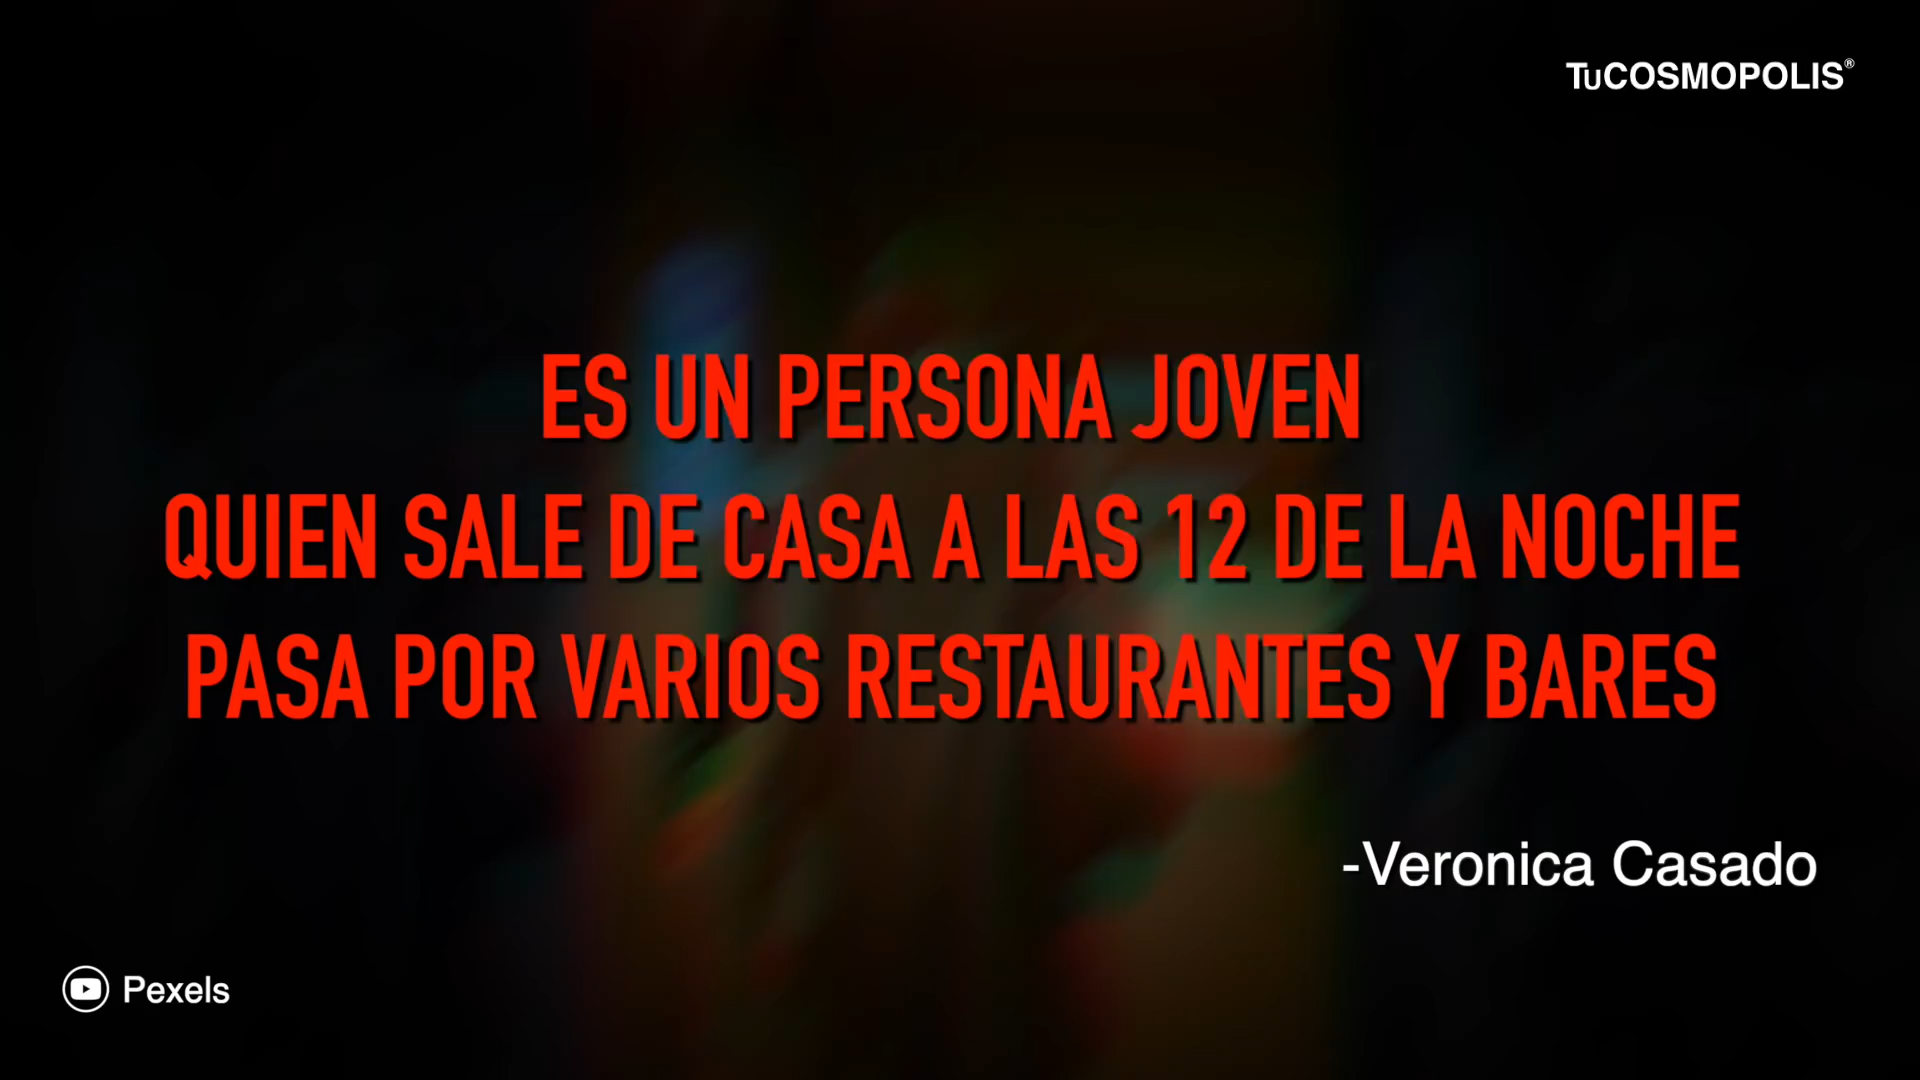 TuCOSMOPOLIS®
ES UN PERSONA JOVEN
QUIEN SALE DE CASA A LAS 12 DE LA NOCHE
PASA POR VARIOS RESTAURANTES Y BARES
-Veronica Casado
Pexels